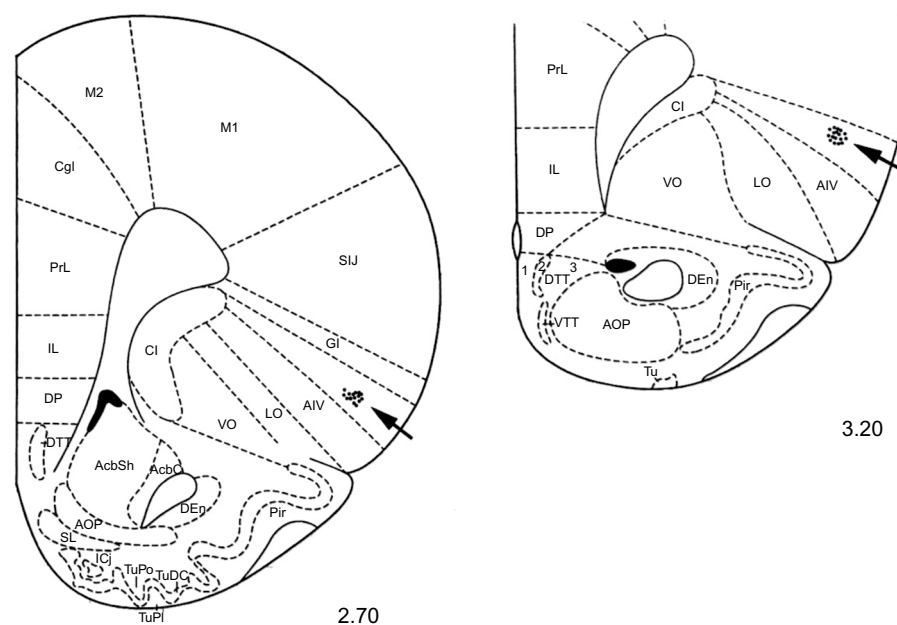 M2
M1
Cgl
PrL
SIJ
IL
CI
GI
DP
VO
LO
AIV
DTT
AcbSh
AcbC
DEn
Pir
AOP
SL
ICj
TuPo
TuDC
TuPl
2.70
PrL
CI
IL
VO
LO
AIV
DP
1
2
3
DTT
DEn
Pir
VTT
AOP
Tu
3.20